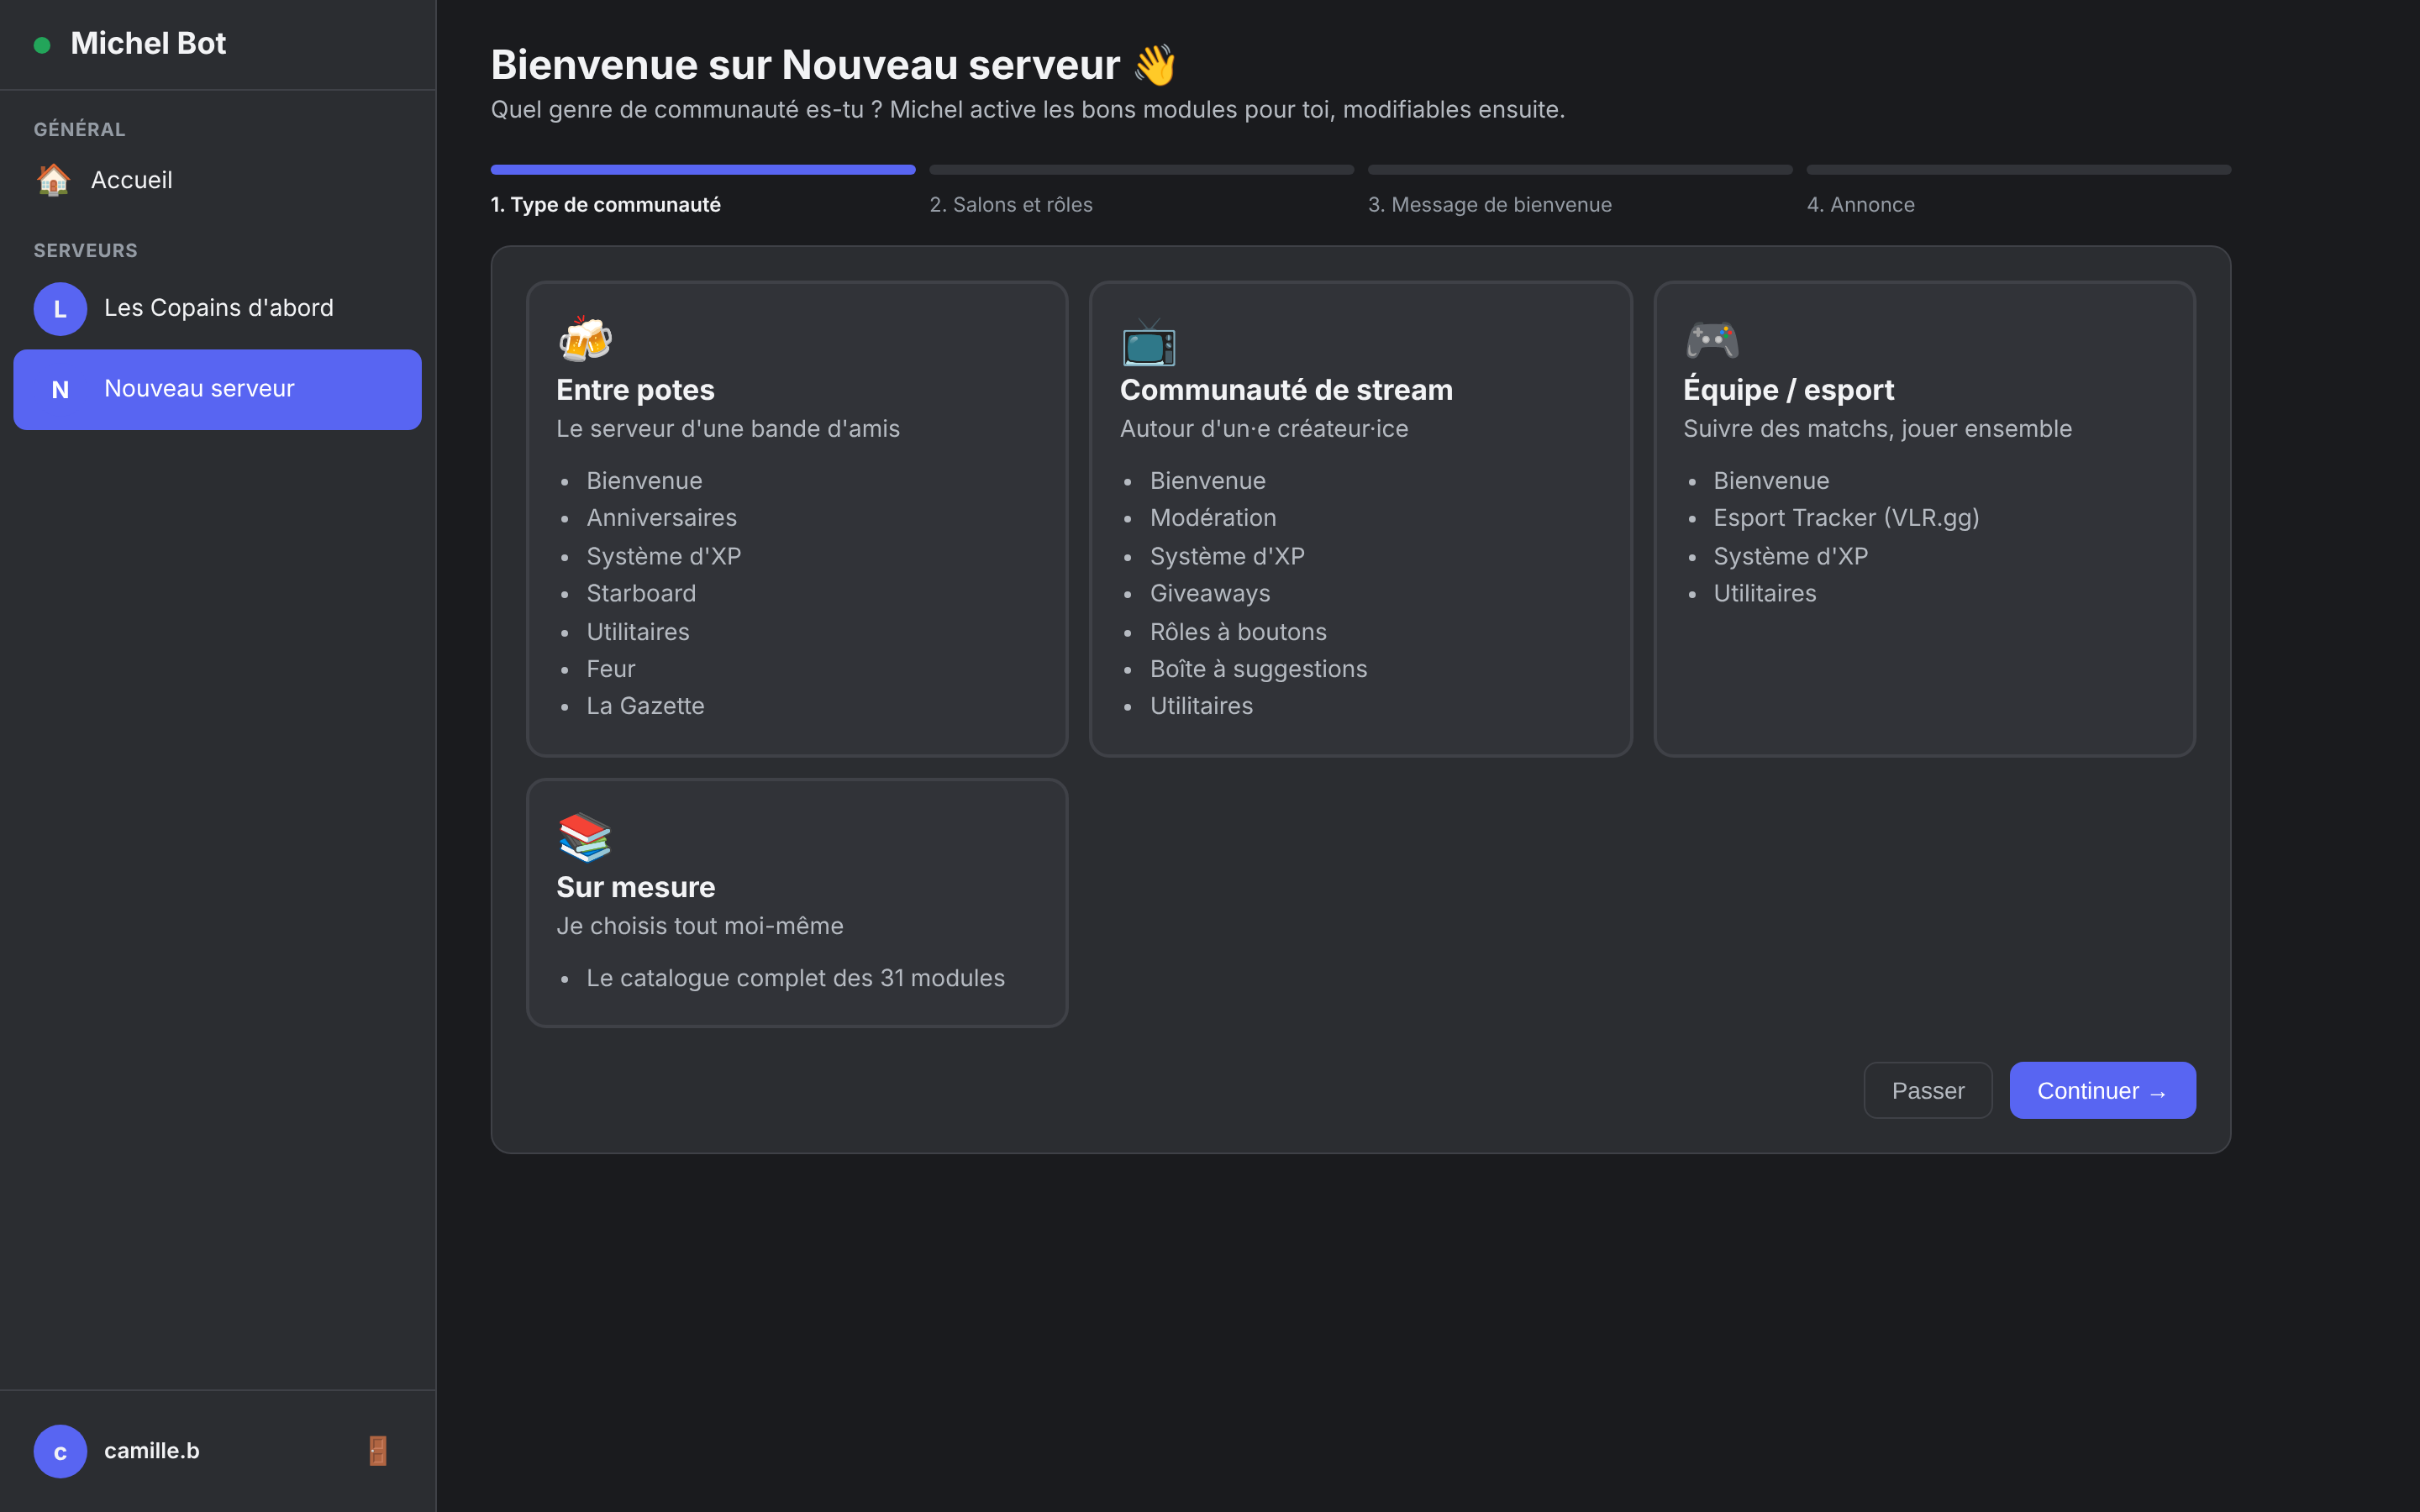 Michel Bot
GÉNÉRAL
Accueil
SERVEURS
L
Les Copains d'abord
N
Nouveau serveur
c
camille.b
Bienvenue sur Nouveau serveur 👋
Quel genre de communauté es-tu ? Michel active les bons modules pour toi, modifiables ensuite.
1. Type de communauté
2. Salons et rôles
3. Message de bienvenue
4. Annonce
Entre potes
Le serveur d'une bande d'amis
• Bienvenue
• Anniversaires
• Système d'XP
• Starboard
• Utilitaires
• Feur
• La Gazette
Communauté de stream
Autour d'un·e créateur·ice
• Bienvenue
• Modération
• Système d'XP
• Giveaways
• Rôles à boutons
• Boîte à suggestions
• Utilitaires
Équipe / esport
Suivre des matchs, jouer ensemble
• Bienvenue
• Esport Tracker (VLR.gg)
• Système d'XP
• Utilitaires
Sur mesure
Je choisis tout moi-même
• Le catalogue complet des 31 modules
Passer
Continuer →